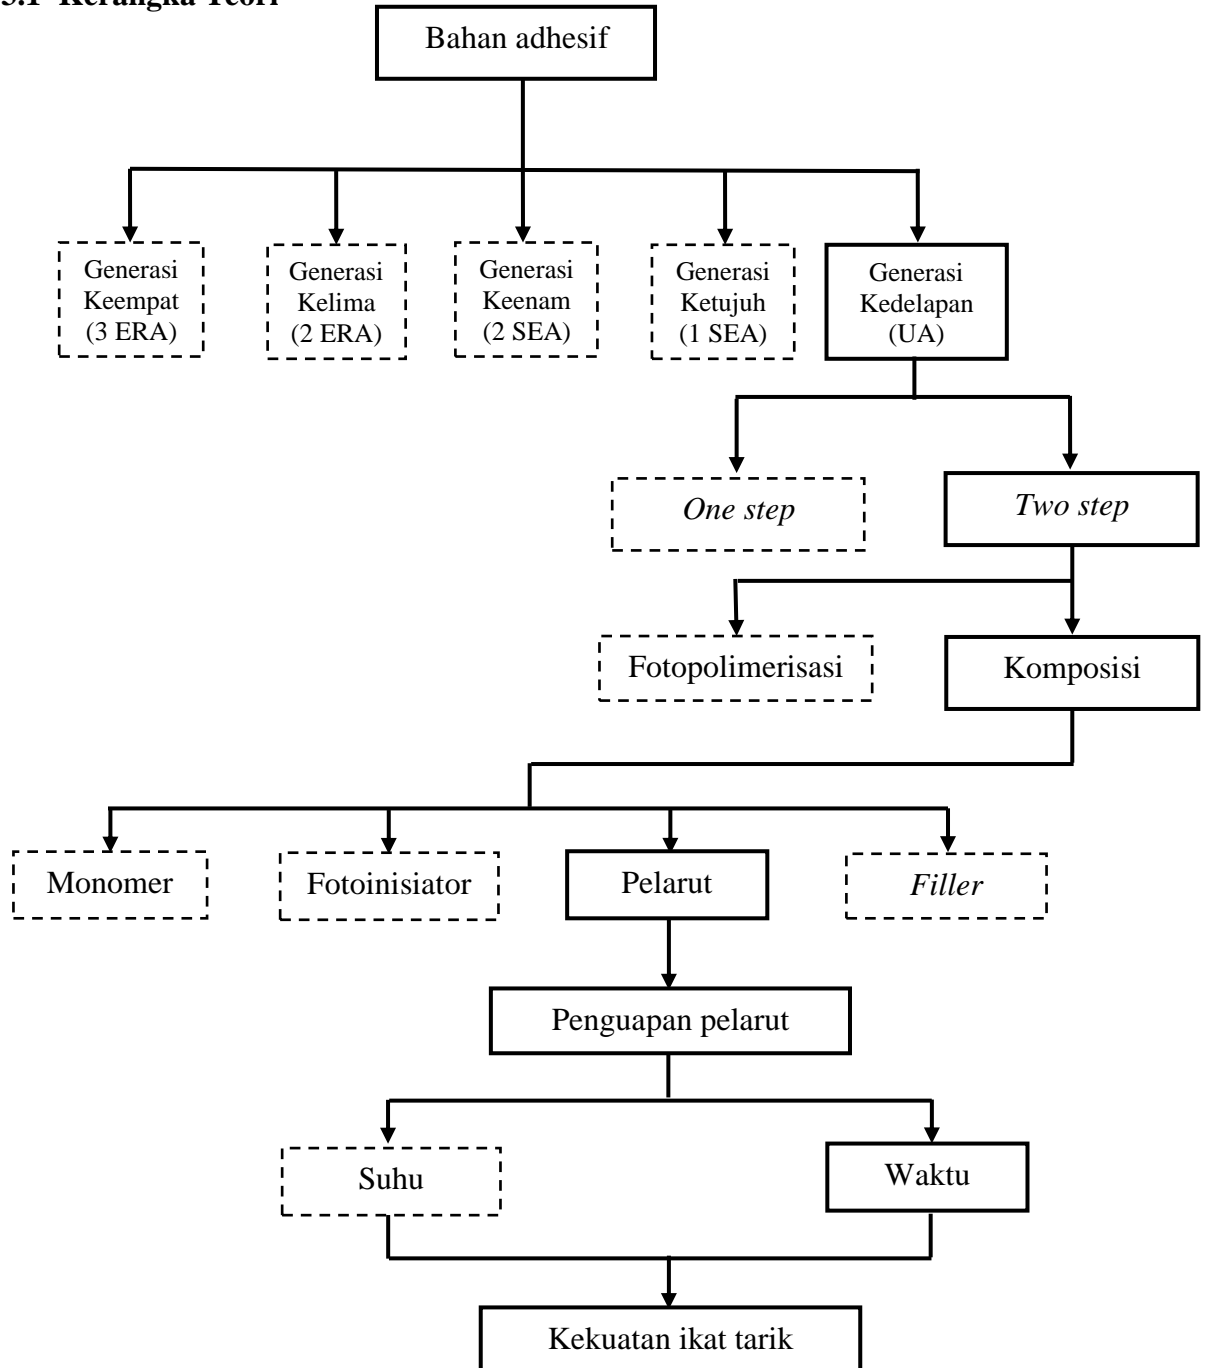 3.1 Kerangka Teori
Bahan adhesif
Generasi
Keempat
(3 ERA)
Generasi
Kelima
(2 ERA)
Generasi
Keenam
(2 SEA)
Generasi
Ketujuh
(1 SEA)
Generasi
Kedelapan
(UA)
One step
Two step
Fotopolimerisasi
Komposisi
Monomer
Fotoinisiator
Pelarut
Filler
Penguapan pelarut
Suhu
Waktu
Kekuatan ikat tarik